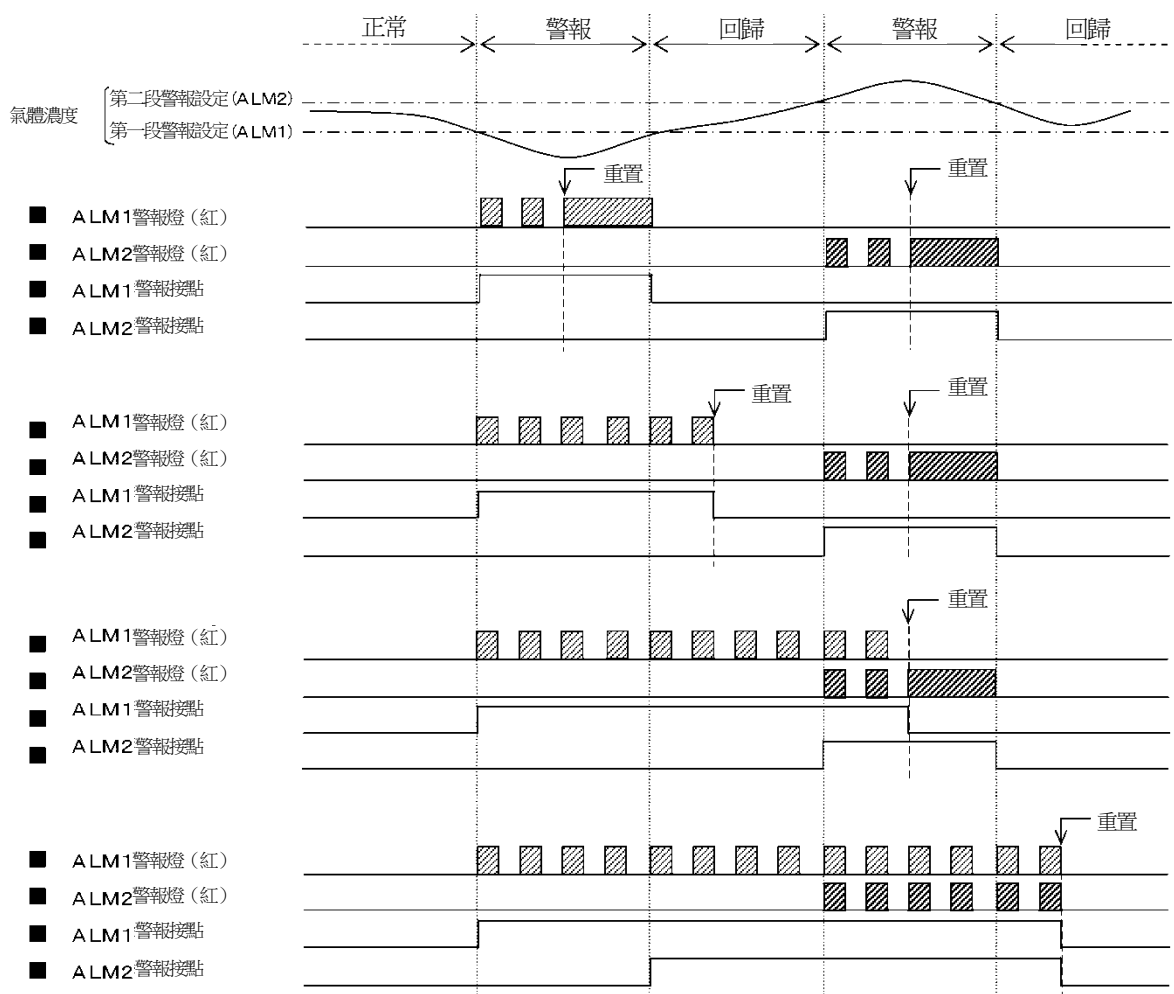 正常
警報
回歸
警報
回歸
氣體濃度
第二段警報設定(ALM2)
第一段警報設定(ALM1)
重置
重置
ALM1警報燈(紅)
ALM2警報燈(紅)
ALM1警報接點
ALM2警報接點
重置
重置
ALM1警報燈(紅)
ALM2警報燈(紅)
ALM1警報接點
ALM2警報接點
重置
ALM1警報燈(紅)
ALM2警報燈(紅)
ALM1警報接點
ALM2警報接點
重置
ALM1警報燈(紅)
ALM2警報燈(紅)
ALM1警報接點
ALM2警報接點